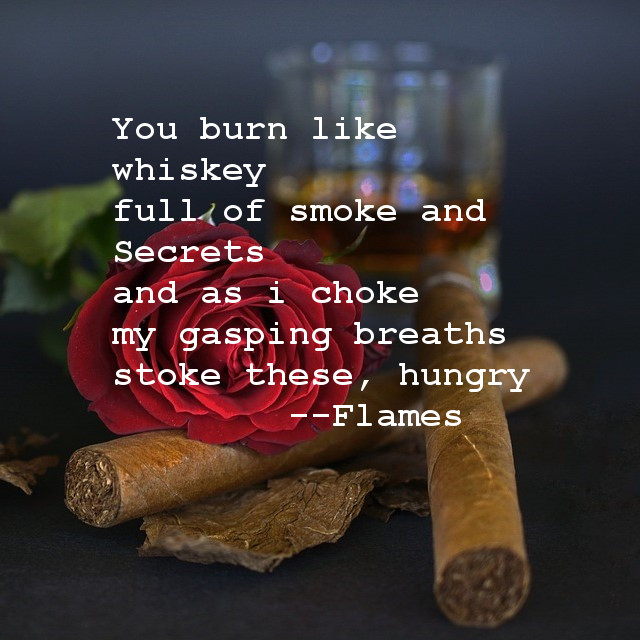 You burn like
whiskey
full of smoke and
Secrets
and as i choke
my gasping breaths
stoke these, hungry
--Flames